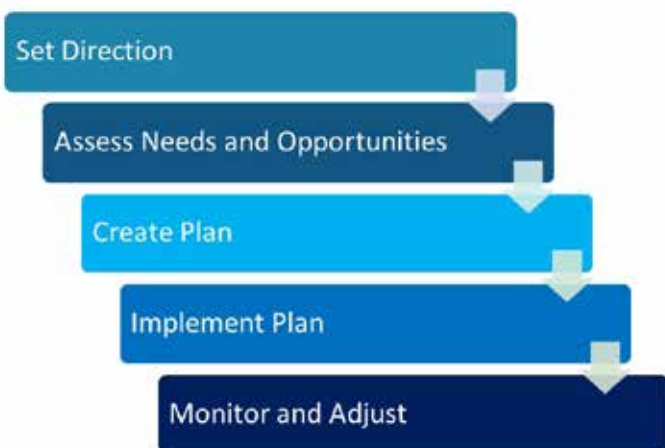 Set Direction
Assess Needs and Opportunities
Create Plan
Implement Plan
Monitor and Adjust